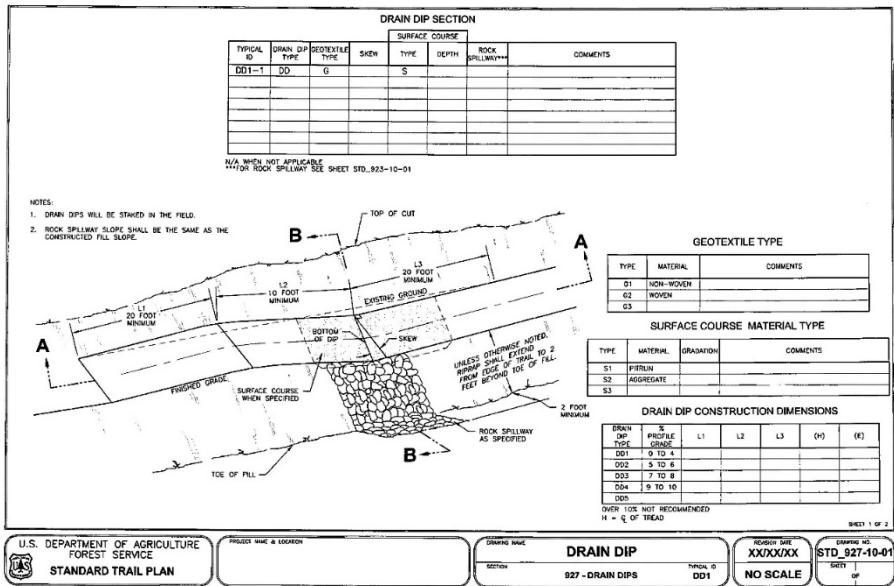 DRAIN DIP SECTION
SURFACE COURSE
TYPICAL ID DRAIN DIP TYPE GEOTEXTILE TYPE SKEW TYPE DEPTH ROCK SPILLWAY*** COMMENTS
DD1-1 DD G S
N/A WHEN NOT APPLICABLE
***FOR ROCK SPILLWAY SEE SHEET STD_923-10-01
NOTES:
1. DRAIN DIPS WILL BE STAKED IN THE FIELD.
2. ROCK SPILLWAY SLOPE SHALL BE THE SAME AS THE
CONSTRUCTED FILL SLOPE.
TOP OF CUT
B
A
L3
20 FOOT
MINIMUM
L2
10 FOOT
MINIMUM
L1
20 FOOT
MINIMUM
EXISTING GROUND
A
BOTTOM
OF DIP
SKEW
FINISHED GRADE
SURFACE COURSE
WHEN SPECIFIED
UNLESS OTHERWISE NOTED,
RIPRAP SHALL EXTEND
FROM EDGE OF TRAIL TO 2
FEET BEYOND TOE OF FILL.
2 FOOT
MINIMUM
ROCK SPILLWAY
AS SPECIFIED
B
TOE OF FILL
GEOTEXTILE TYPE
TYPE MATERIAL COMMENTS
G1 NON-WOVEN
G2 WOVEN
G3
SURFACE COURSE MATERIAL TYPE
TYPE MATERIAL GRADATION COMMENTS
S1 PITRUN
S2 AGGREGATE
S3
DRAIN DIP CONSTRUCTION DIMENSIONS
DRAIN DIP TYPE % PROFILE GRADE L1 L2 L3 (H) (E)
DD1 0 TO 4
DD2 5 TO 6
DD3 7 TO 8
DD4 9 TO 10
DD5
OVER 10% NOT RECOMMENDED
H = ℄ OF TREAD
SHEET 1 OF 2
U.S. DEPARTMENT OF AGRICULTURE
FOREST SERVICE
STANDARD TRAIL PLAN
PROJECT NAME & LOCATION
DRAWING NAME
DRAIN DIP
SECTION
927 - DRAIN DIPS
TYPICAL ID
DD1
REVISION DATE
XX/XX/XX
NO SCALE
DRAWING NO.
STD_927-10-01
SHEET
OF